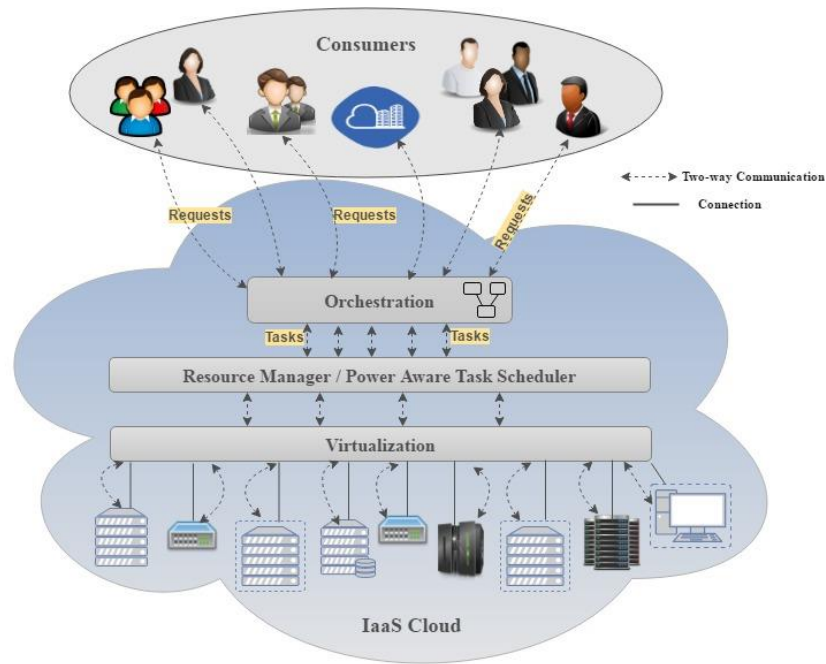 Consumers
Two-way Communication
Connection
Requests
Requests
Requests
Orchestration
Tasks
Tasks
Resource Manager / Power Aware Task Scheduler
Virtualization
IaaS Cloud